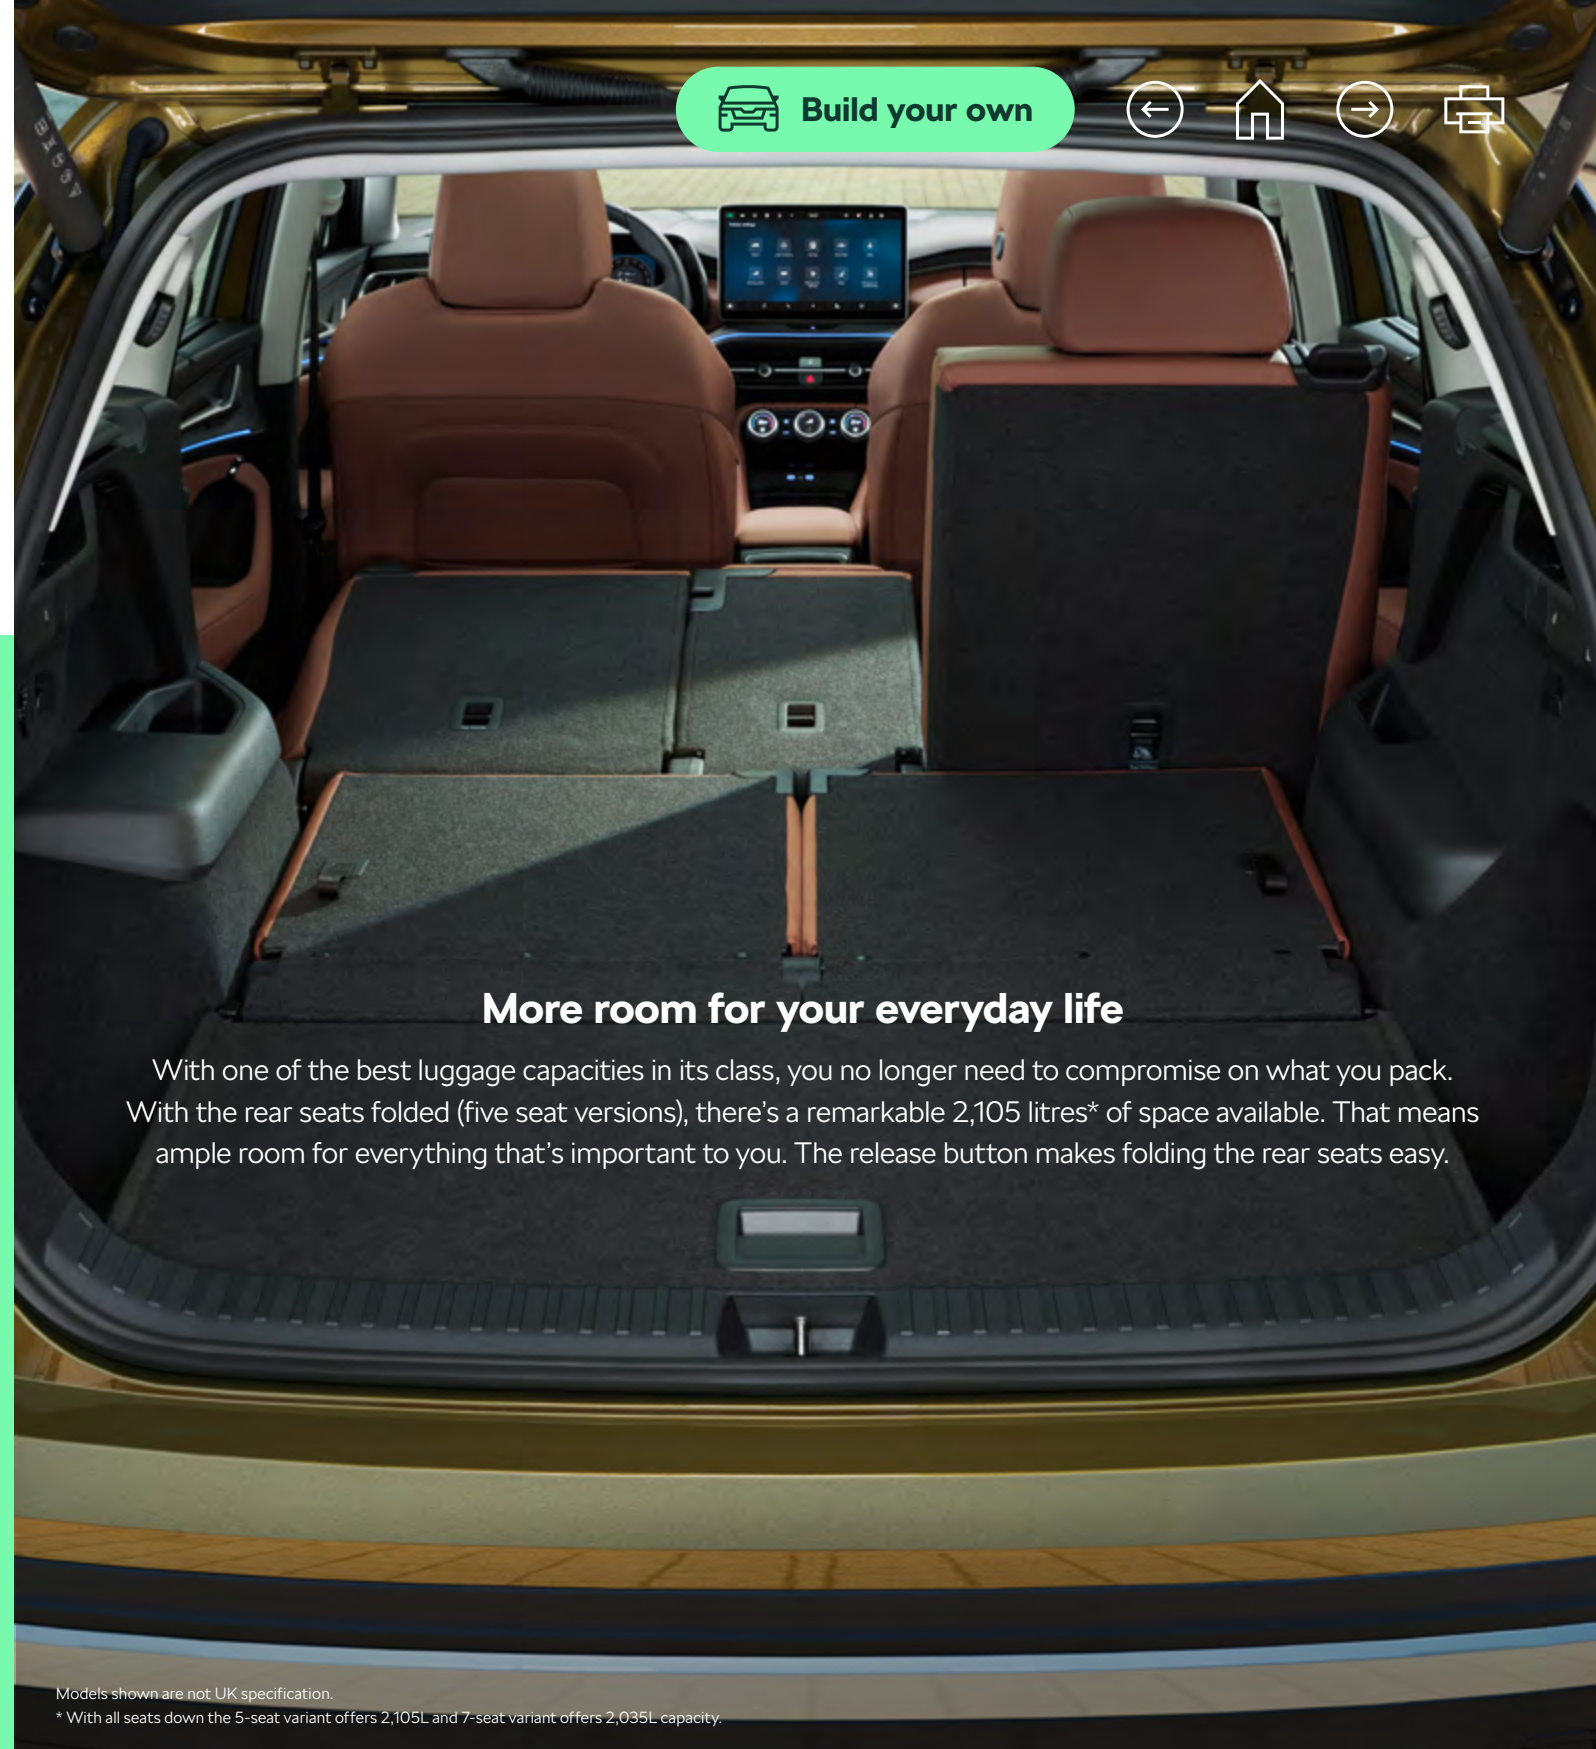 Build your own
More room for your everyday life
With one of the best luggage capacities in its class, you no longer need to compromise on what you pack.
With the rear seats folded (five seat versions), there’s a remarkable 2,105 litres* of space available. That means
ample room for everything that’s important to you. The release button makes folding the rear seats easy.
Models shown are not UK specification.
* With all seats down the 5-seat variant offers 2,105L and 7-seat variant offers 2,035L capacity.